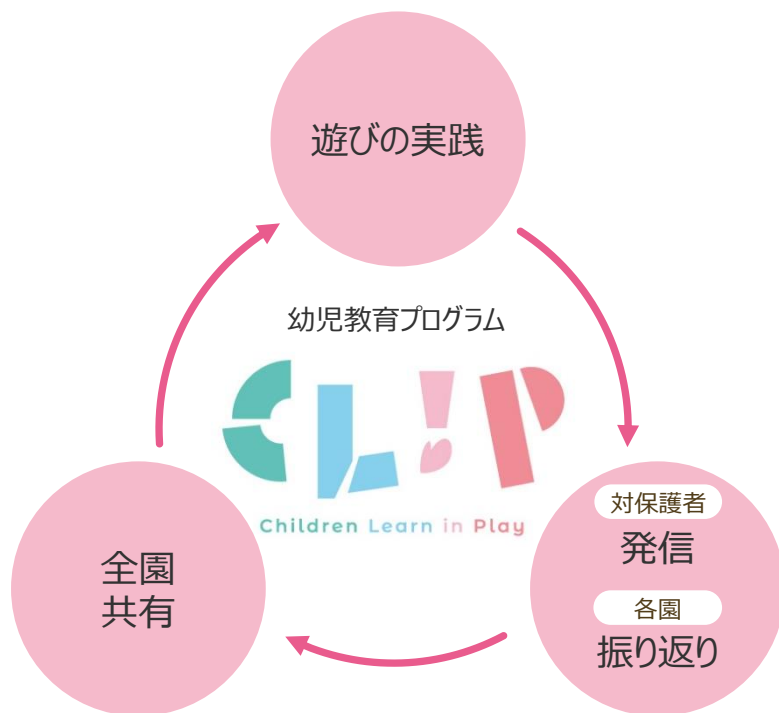 遊びの実践
幼児教育プログラム
CL!P
Children Learn in Play
対保護者
発信
各園
振り返り
全園
共有